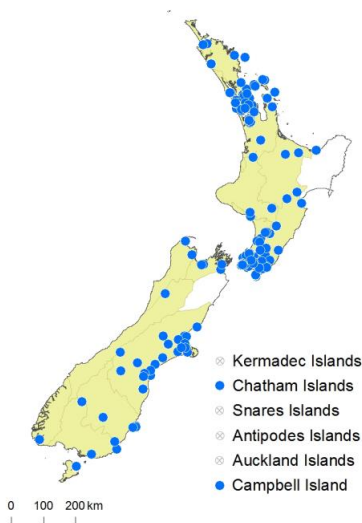 Kermadec Islands
Chatham Islands
Snares Islands
Antipodes Islands
Auckland Islands
Campbell Island
0 100 200 km